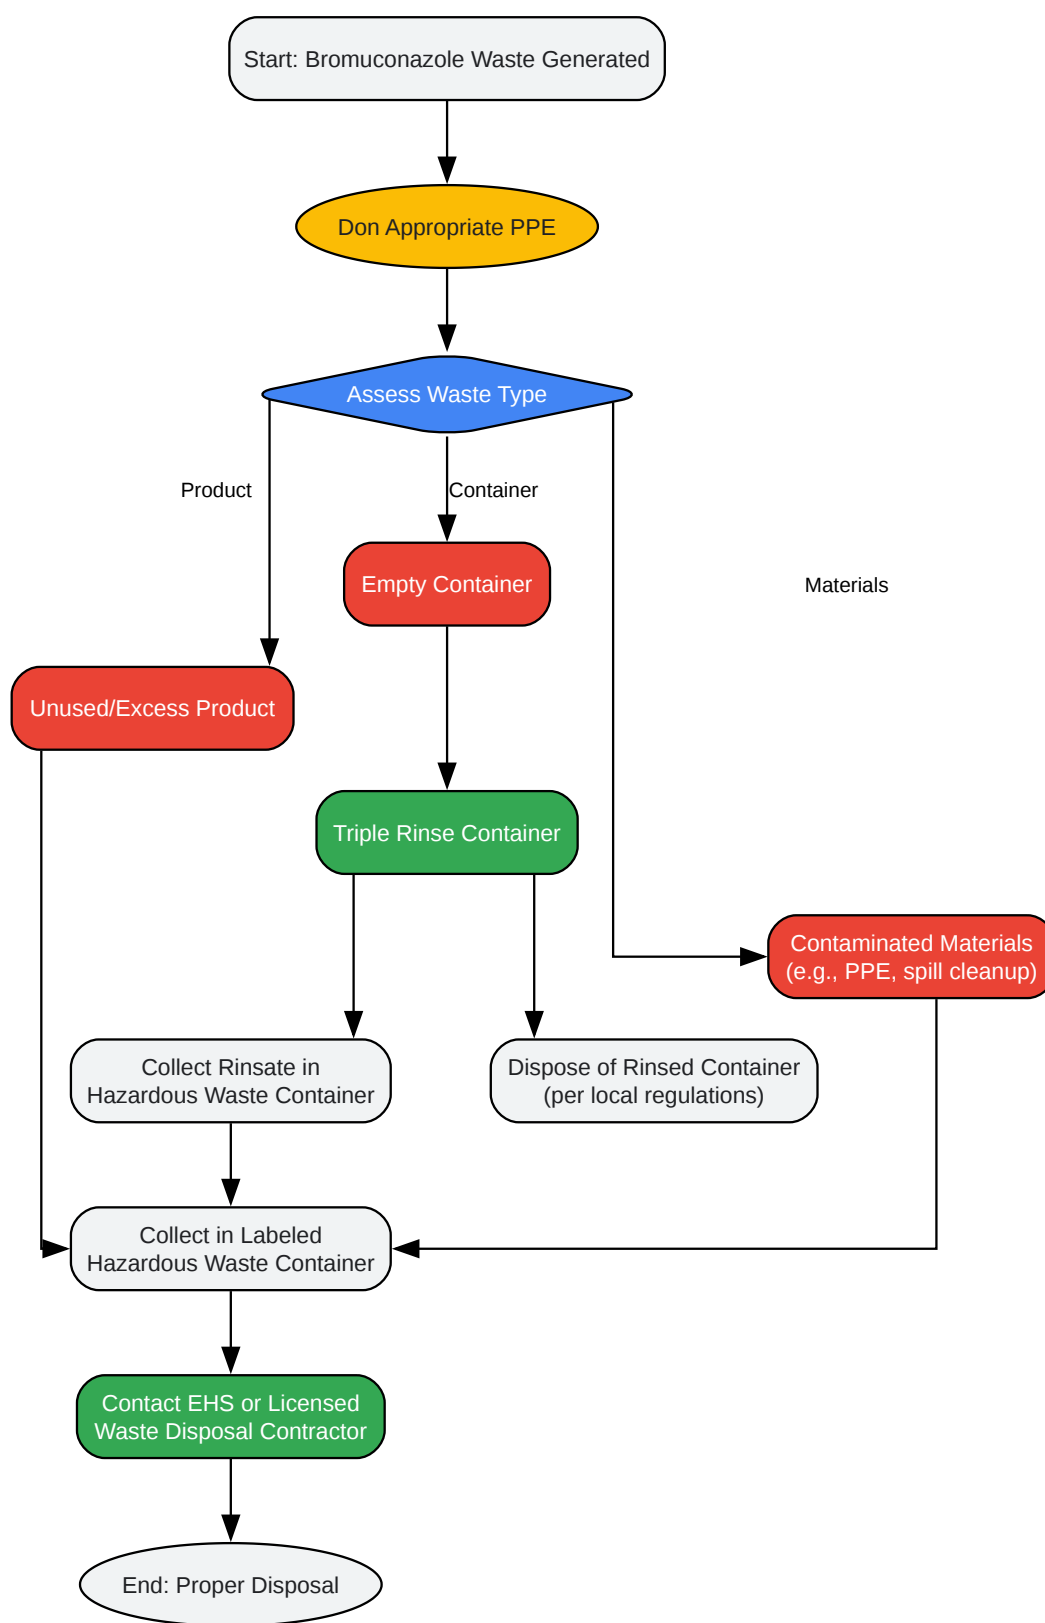 Start: Bromuconazole Waste Generated
Don Appropriate PPE
Assess Waste Type
Product
Container
Empty Container
Materials
Unused/Excess Product
Triple Rinse Container
Contaminated Materials
(e.g., PPE, spill cleanup)
Collect Rinsate in
Hazardous Waste Container
Dispose of Rinsed Container
(per local regulations)
Collect in Labeled
Hazardous Waste Container
Contact EHS or Licensed
Waste Disposal Contractor
End: Proper Disposal